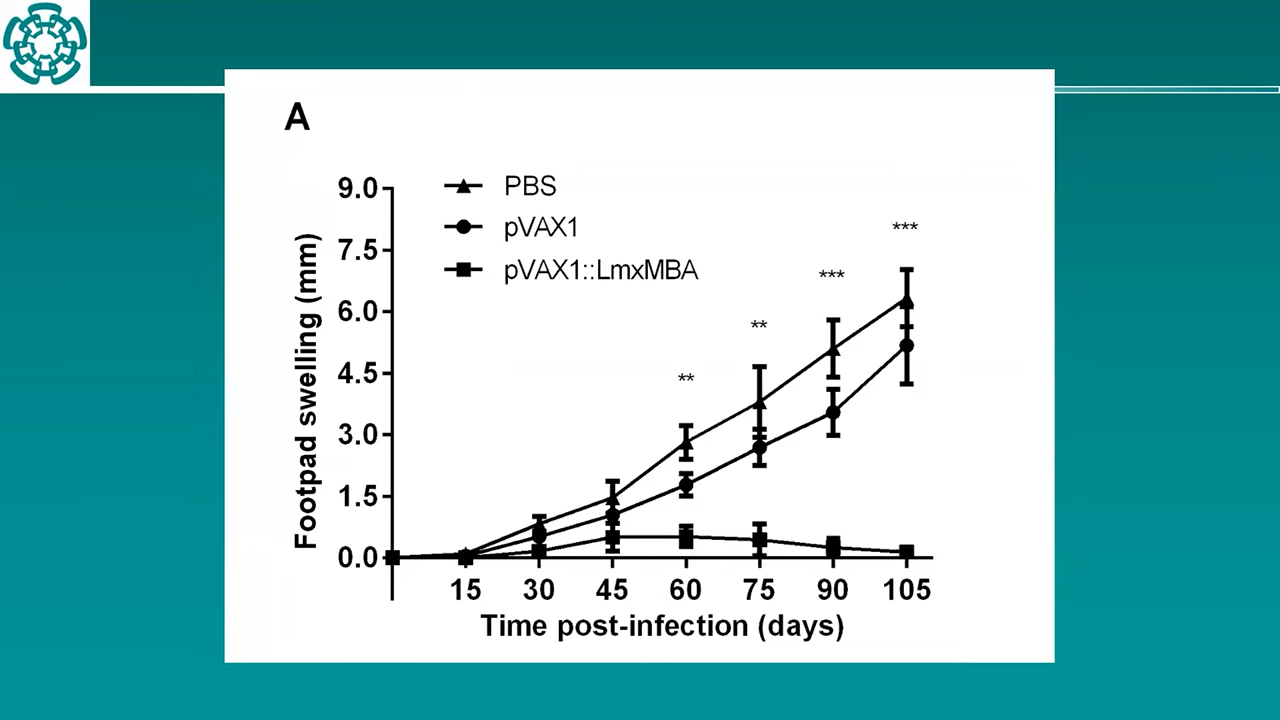 A
PBS
pVAX1
pVAX1::LmxMBA
9.0
7.5
6.0
4.5
3.0
1.5
0.0
Footpad swelling (mm)
**
**
***
***
15 30 45 60 75 90 105
Time post-infection (days)